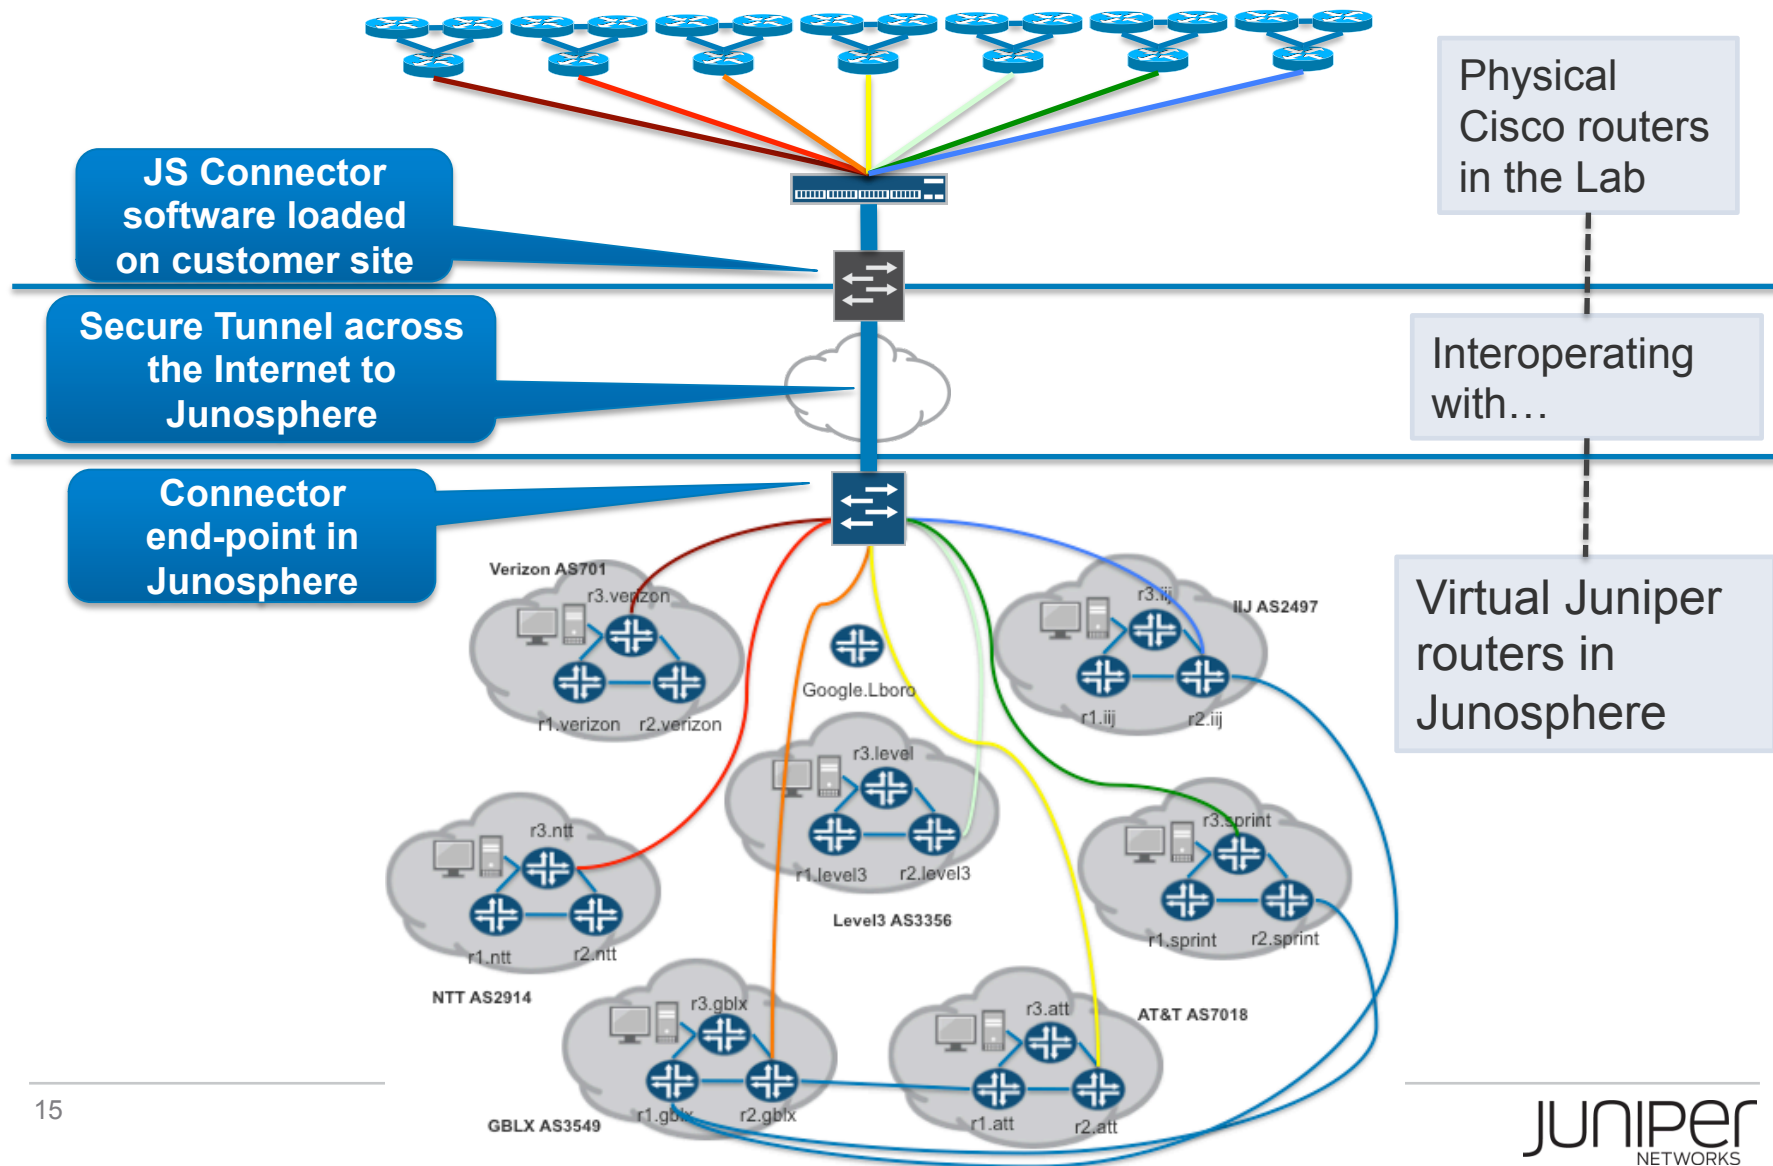 Physical
Cisco routers
in the Lab
JS Connector
software loaded
on customer site
Secure Tunnel across
the Internet to
Junosphere
Interoperating
with…
Connector
end-point in
Junosphere
Virtual Juniper
routers in
Junosphere
Verizon AS701
r3.verizon
r1.verizon
r2.verizon
Google.Lboro
r3.iij
IIJ AS2497
r1.iij
r2.iij
r3.level
r1.level3
r2.level3
Level3 AS3356
r3.ntt
r1.ntt
r2.ntt
NTT AS2914
r3.sprint
r1.sprint
r2.sprint
r3.gblx
r1.gblx
r2.gblx
GBLX AS3549
r3.att
r1.att
r2.att
AT&T AS7018
15
JUNIPer
NETWORKS